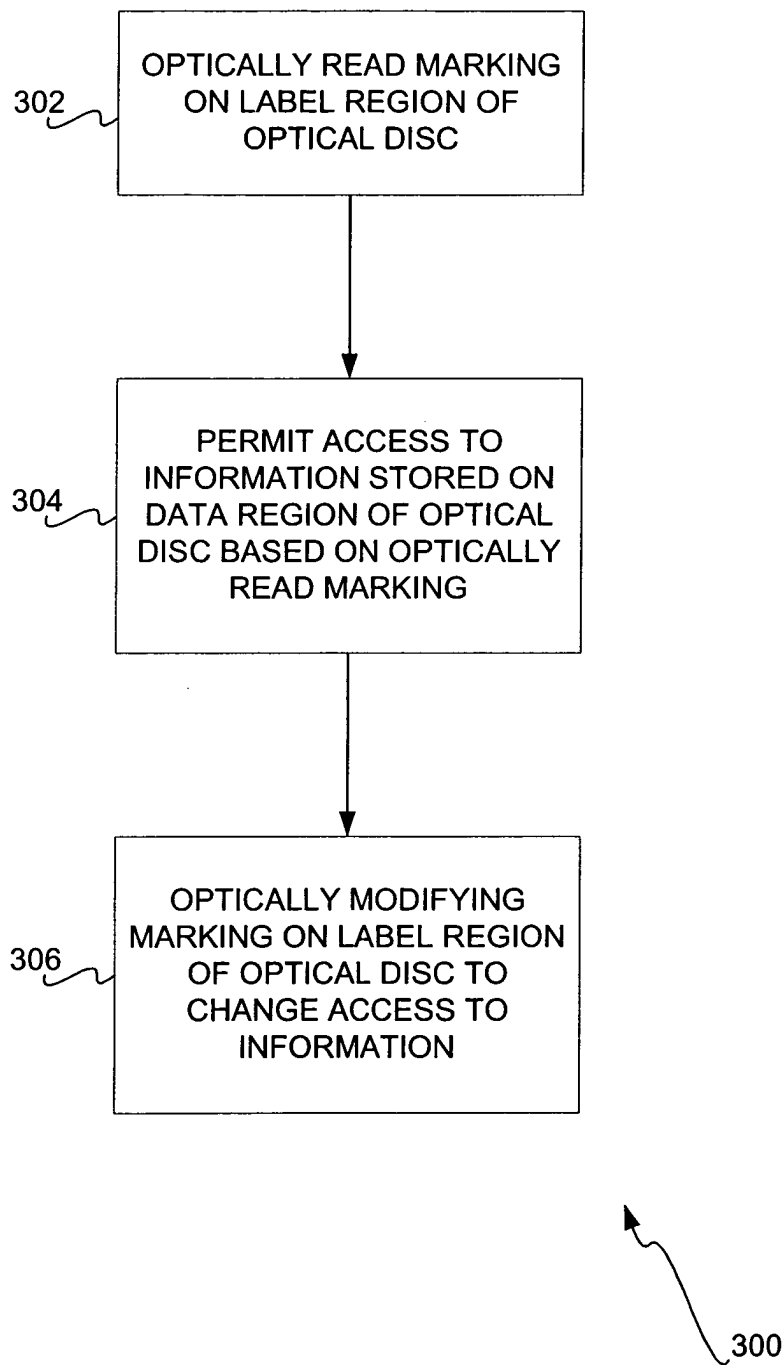 302
OPTICALLY READ MARKING
ON LABEL REGION OF
OPTICAL DISC
304
PERMIT ACCESS TO
INFORMATION STORED ON
DATA REGION OF OPTICAL
DISC BASED ON OPTICALLY
READ MARKING
306
OPTICALLY MODIFYING
MARKING ON LABEL REGION
OF OPTICAL DISC TO
CHANGE ACCESS TO
INFORMATION
300